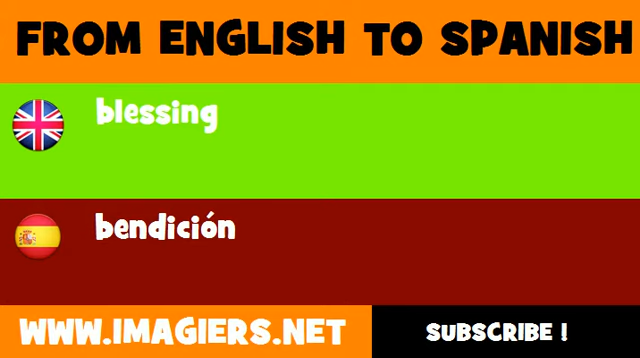 FROM ENGLISH TO SPANISH
blessing
bendición
WWW.IMAGIERS.NET
SUBSCRIBE !